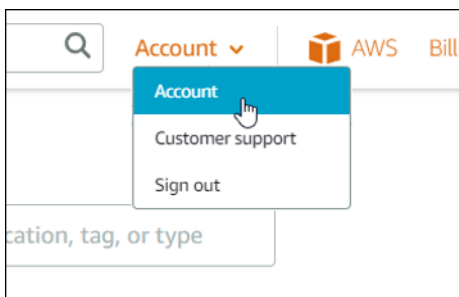 Account AWS Bill
Account
Customer support
Sign out
cation, tag, or type